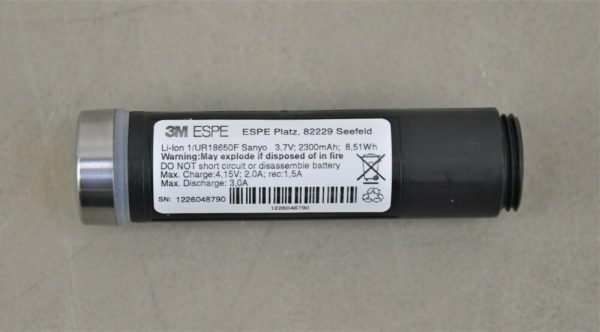 3M ESPE ESPE Platz, 82229 Seefeld
Li-Ion 1/UR18650F Sanyo 3,7V; 2300mAh; 8.51Wh
Warning:May explode if disposed of in fire
DO NOT short circuit or disassemble battery
Max. Charge:4,15V; 2,0A; rec:1,5A
Max. Discharge; 3,0A
SN: 1226048790
1226048790